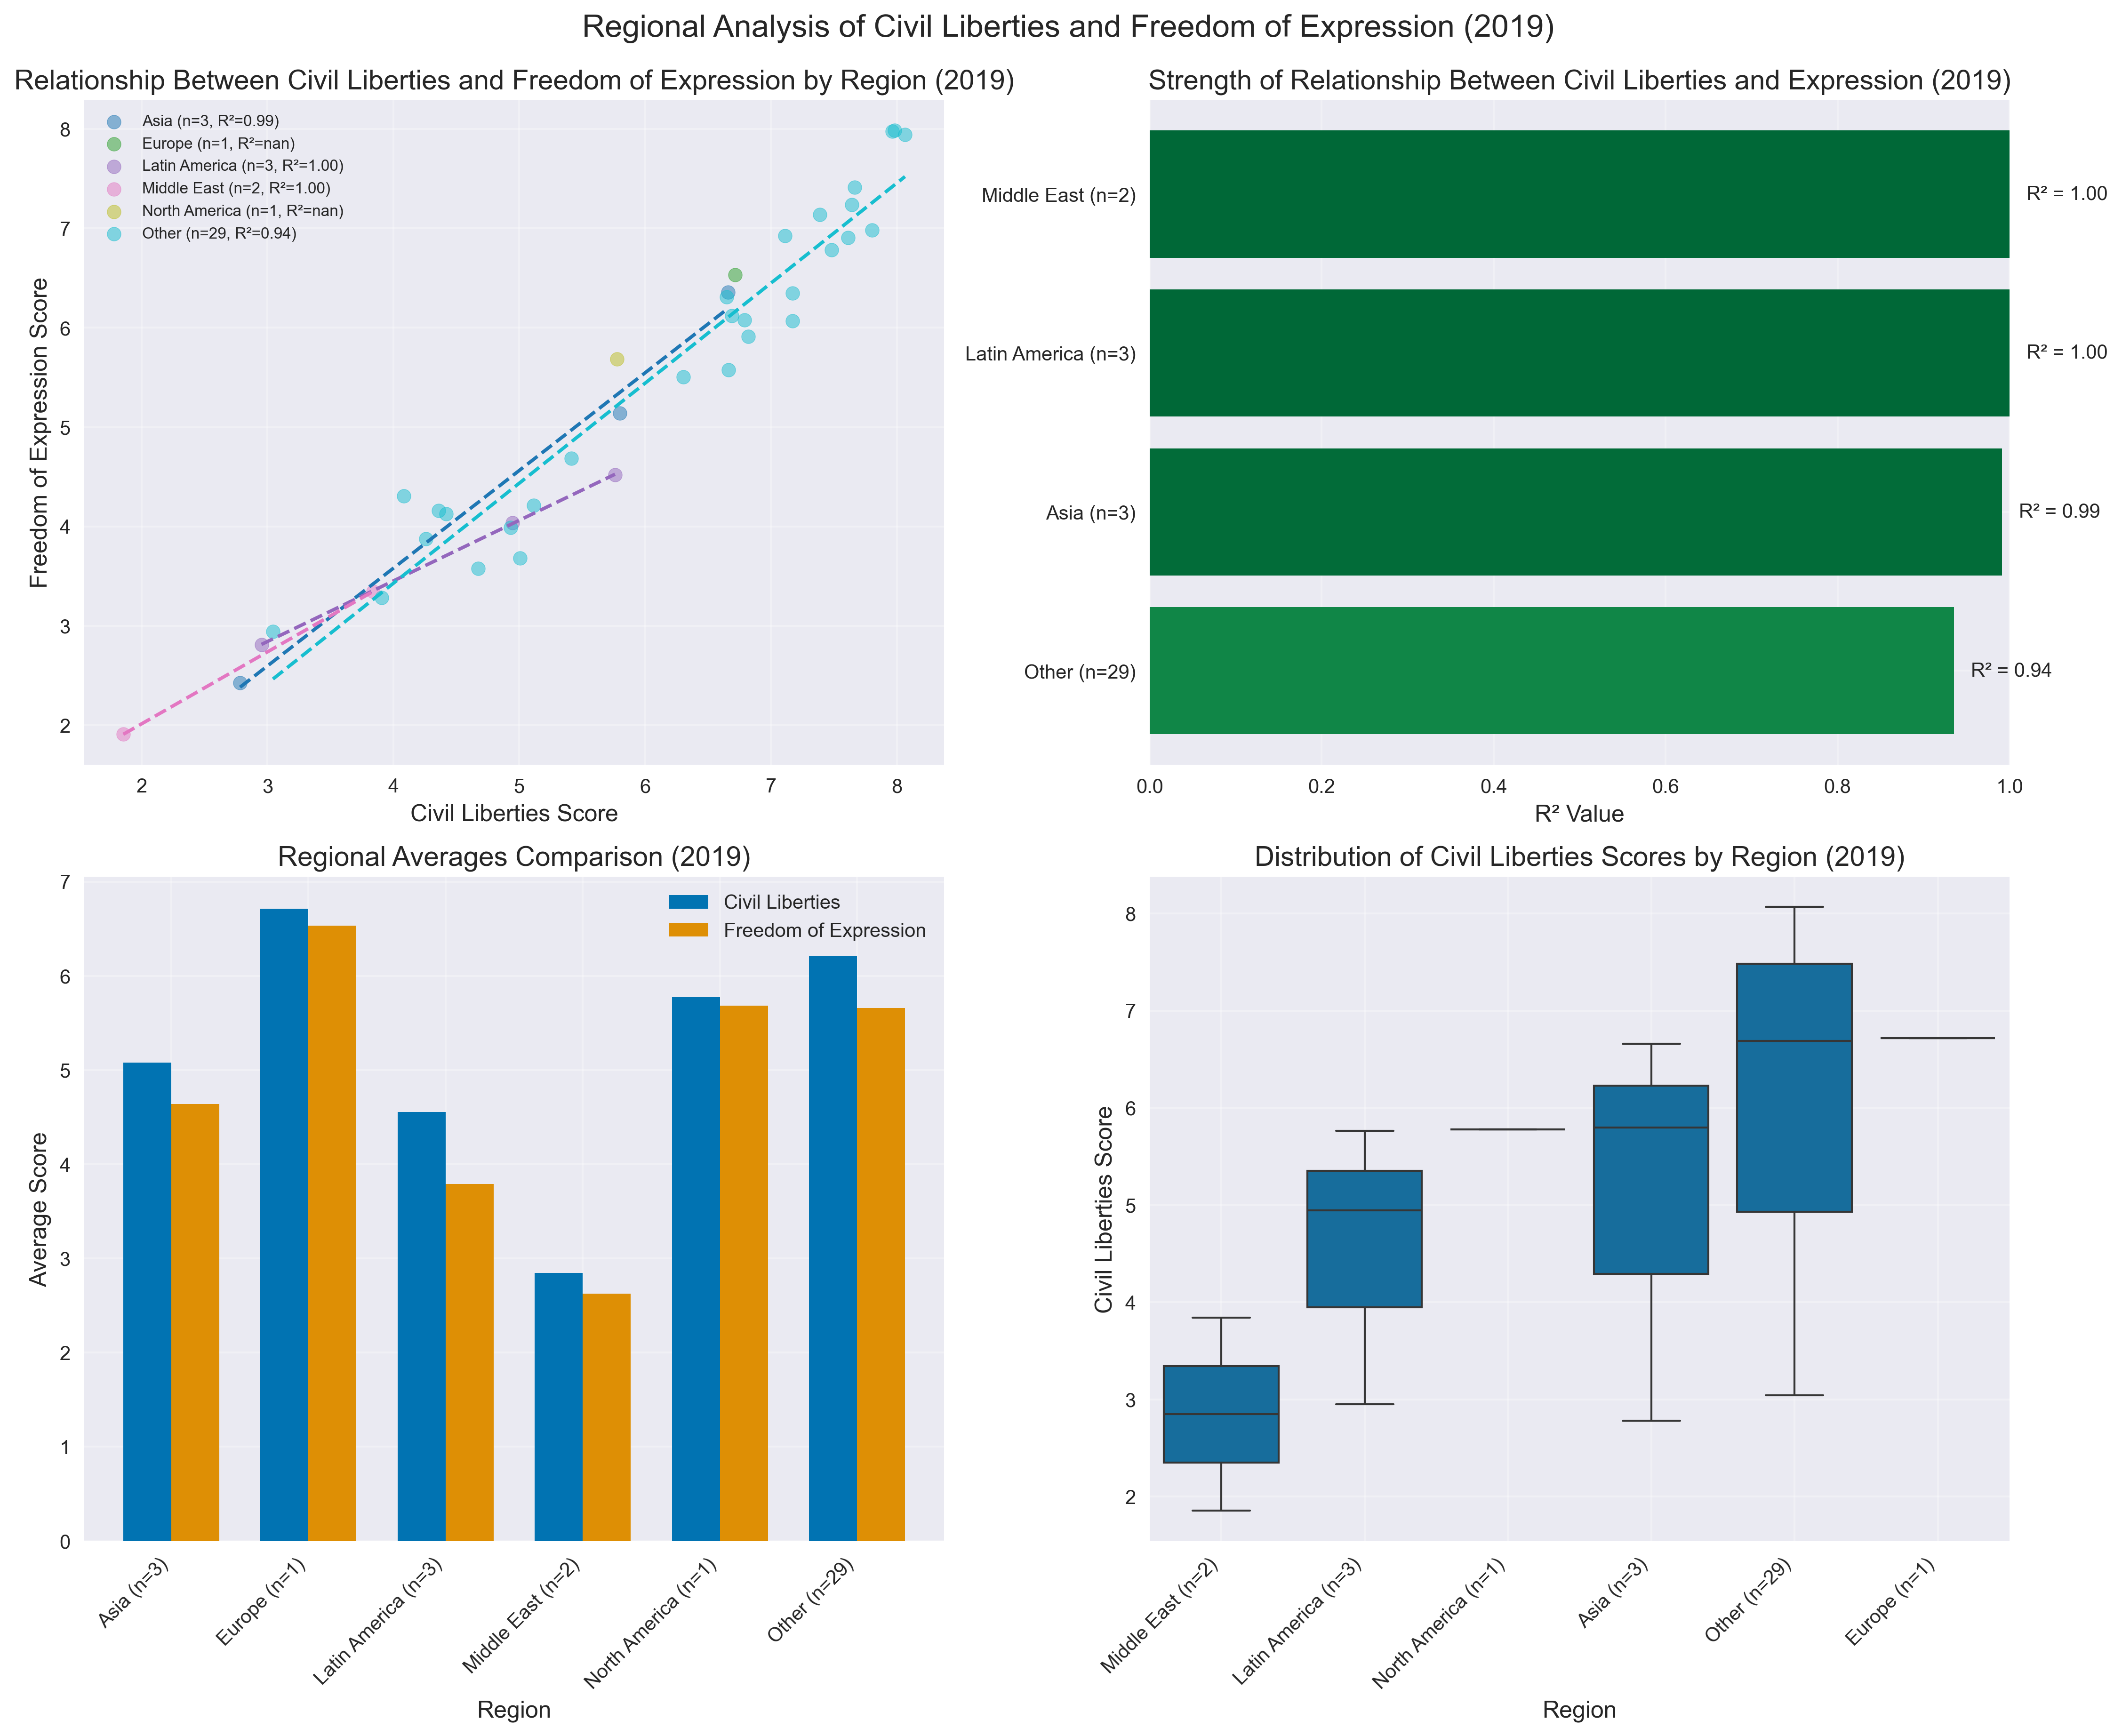 Regional Analysis of Civil Liberties and Freedom of Expression (2019)
Relationship Between Civil Liberties and Freedom of Expression by Region (2019)
Asia (n=3, R²=0.99)
Europe (n=1, R²=nan)
Latin America (n=3, R²=1.00)
Middle East (n=2, R²=1.00)
North America (n=1, R²=nan)
Other (n=29, R²=0.94)
Freedom of Expression Score
8
7
6
5
4
3
2
2 3 4 5 6 7 8
Civil Liberties Score
Strength of Relationship Between Civil Liberties and Expression (2019)
Middle East (n=2)
R² = 1.00
Latin America (n=3)
R² = 1.00
Asia (n=3)
R² = 0.99
Other (n=29)
R² = 0.94
0.0 0.2 0.4 0.6 0.8 1.0
R² Value
Regional Averages Comparison (2019)
Civil Liberties
Freedom of Expression
Average Score
7
6
5
4
3
2
1
0
Asia (n=3)
Europe (n=1)
Latin America (n=3)
Middle East (n=2)
North America (n=1)
Other (n=29)
Region
Distribution of Civil Liberties Scores by Region (2019)
Civil Liberties Score
8
7
6
5
4
3
2
Middle East (n=2)
Latin America (n=3)
North America (n=1)
Asia (n=3)
Other (n=29)
Europe (n=1)
Region